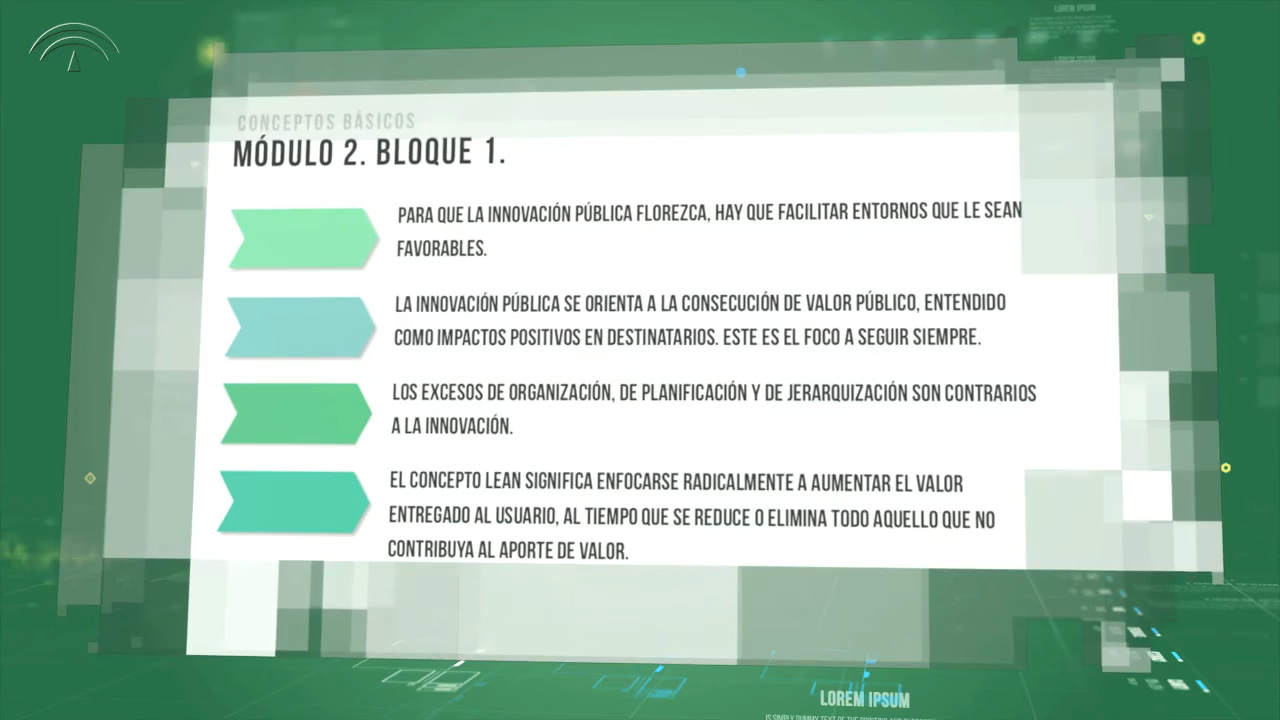 LOREM IPSUM
LOREM IPSUM
CONCEPTOS BÁSICOS
MÓDULO 2. BLOQUE 1.
PARA QUE LA INNOVACIÓN PÚBLICA FLOREZCA, HAY QUE FACILITAR ENTORNOS QUE LE SEAN
FAVORABLES.
LA INNOVACIÓN PÚBLICA SE ORIENTA A LA CONSECUCIÓN DE VALOR PÚBLICO, ENTENDIDO
COMO IMPACTOS POSITIVOS EN DESTINATARIOS. ESTE ES EL FOCO A SEGUIR SIEMPRE.
LOS EXCESOS DE ORGANIZACIÓN, DE PLANIFICACIÓN Y DE JERARQUIZACIÓN SON CONTRARIOS
A LA INNOVACIÓN.
EL CONCEPTO LEAN SIGNIFICA ENFOCARSE RADICALMENTE A AUMENTAR EL VALOR
ENTREGADO AL USUARIO, AL TIEMPO QUE SE REDUCE O ELIMINA TODO AQUELLO QUE NO
CONTRIBUYA AL APORTE DE VALOR.
LOREM IPSUM